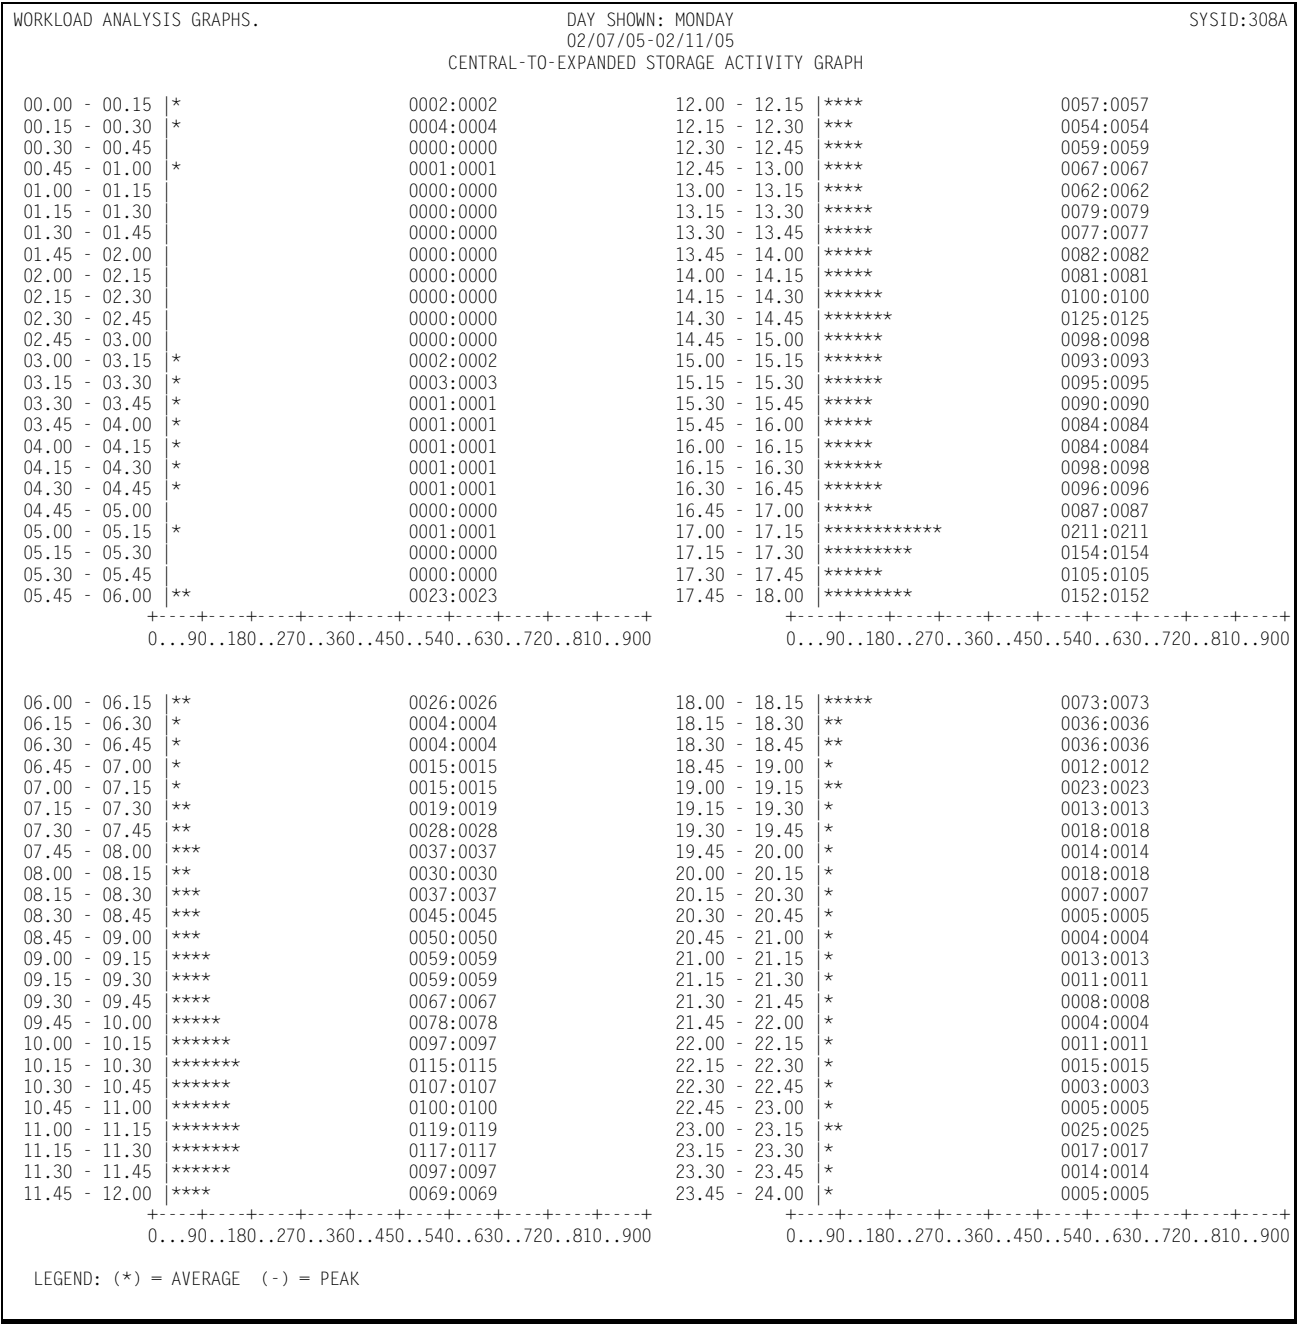 WORKLOAD ANALYSIS GRAPHS. DAY SHOWN: MONDAY SYSID:308A
02/07/05-02/11/05
CENTRAL-TO-EXPANDED STORAGE ACTIVITY GRAPH
00.00 - 00.15 |* 0002:0002 12.00 - 12.15 |**** 0057:0057
00.15 - 00.30 |* 0004:0004 12.15 - 12.30 |*** 0054:0054
00.30 - 00.45 | 0000:0000 12.30 - 12.45 |**** 0059:0059
00.45 - 01.00 |* 0001:0001 12.45 - 13.00 |**** 0067:0067
01.00 - 01.15 | 0000:0000 13.00 - 13.15 |**** 0062:0062
01.15 - 01.30 | 0000:0000 13.15 - 13.30 |***** 0079:0079
01.30 - 01.45 | 0000:0000 13.30 - 13.45 |***** 0077:0077
01.45 - 02.00 | 0000:0000 13.45 - 14.00 |***** 0082:0082
02.00 - 02.15 | 0000:0000 14.00 - 14.15 |***** 0081:0081
02.15 - 02.30 | 0000:0000 14.15 - 14.30 |****** 0100:0100
02.30 - 02.45 | 0000:0000 14.30 - 14.45 |******* 0125:0125
02.45 - 03.00 | 0000:0000 14.45 - 15.00 |****** 0098:0098
03.00 - 03.15 |* 0002:0002 15.00 - 15.15 |****** 0093:0093
03.15 - 03.30 |* 0003:0003 15.15 - 15.30 |****** 0095:0095
03.30 - 03.45 |* 0001:0001 15.30 - 15.45 |***** 0090:0090
03.45 - 04.00 |* 0001:0001 15.45 - 16.00 |***** 0084:0084
04.00 - 04.15 |* 0001:0001 16.00 - 16.15 |***** 0084:0084
04.15 - 04.30 |* 0001:0001 16.15 - 16.30 |****** 0098:0098
04.30 - 04.45 |* 0001:0001 16.30 - 16.45 |****** 0096:0096
04.45 - 05.00 | 0000:0000 16.45 - 17.00 |***** 0087:0087
05.00 - 05.15 |* 0001:0001 17.00 - 17.15 |************ 0211:0211
05.15 - 05.30 | 0000:0000 17.15 - 17.30 |********* 0154:0154
05.30 - 05.45 | 0000:0000 17.30 - 17.45 |****** 0105:0105
05.45 - 06.00 |** 0023:0023 17.45 - 18.00 |********* 0152:0152
+----+----+----+----+----+----+----+----+----+----+ +----+----+----+----+----+----+----+----+----+----+
0...90..180..270..360..450..540..630..720..810..900 0...90..180..270..360..450..540..630..720..810..900
06.00 - 06.15 |** 0026:0026 18.00 - 18.15 |***** 0073:0073
06.15 - 06.30 |* 0004:0004 18.15 - 18.30 |** 0036:0036
06.30 - 06.45 |* 0004:0004 18.30 - 18.45 |** 0036:0036
06.45 - 07.00 |* 0015:0015 18.45 - 19.00 |* 0012:0012
07.00 - 07.15 |* 0015:0015 19.00 - 19.15 |** 0023:0023
07.15 - 07.30 |** 0019:0019 19.15 - 19.30 |* 0013:0013
07.30 - 07.45 |** 0028:0028 19.30 - 19.45 |* 0018:0018
07.45 - 08.00 |*** 0037:0037 19.45 - 20.00 |* 0014:0014
08.00 - 08.15 |** 0030:0030 20.00 - 20.15 |* 0018:0018
08.15 - 08.30 |*** 0037:0037 20.15 - 20.30 |* 0007:0007
08.30 - 08.45 |*** 0045:0045 20.30 - 20.45 |* 0005:0005
08.45 - 09.00 |*** 0050:0050 20.45 - 21.00 |* 0004:0004
09.00 - 09.15 |**** 0059:0059 21.00 - 21.15 |* 0013:0013
09.15 - 09.30 |**** 0059:0059 21.15 - 21.30 |* 0011:0011
09.30 - 09.45 |**** 0067:0067 21.30 - 21.45 |* 0008:0008
09.45 - 10.00 |***** 0078:0078 21.45 - 22.00 |* 0004:0004
10.00 - 10.15 |****** 0097:0097 22.00 - 22.15 |* 0011:0011
10.15 - 10.30 |******* 0115:0115 22.15 - 22.30 |* 0015:0015
10.30 - 10.45 |****** 0107:0107 22.30 - 22.45 |* 0003:0003
10.45 - 11.00 |****** 0100:0100 22.45 - 23.00 |* 0005:0005
11.00 - 11.15 |******* 0119:0119 23.00 - 23.15 |** 0025:0025
11.15 - 11.30 |******* 0117:0117 23.15 - 23.30 |* 0017:0017
11.30 - 11.45 |****** 0097:0097 23.30 - 23.45 |* 0014:0014
11.45 - 12.00 |**** 0069:0069 23.45 - 24.00 |* 0005:0005
+----+----+----+----+----+----+----+----+----+----+ +----+----+----+----+----+----+----+----+----+----+
0...90..180..270..360..450..540..630..720..810..900 0...90..180..270..360..450..540..630..720..810..900
LEGEND: (*) = AVERAGE (-) = PEAK